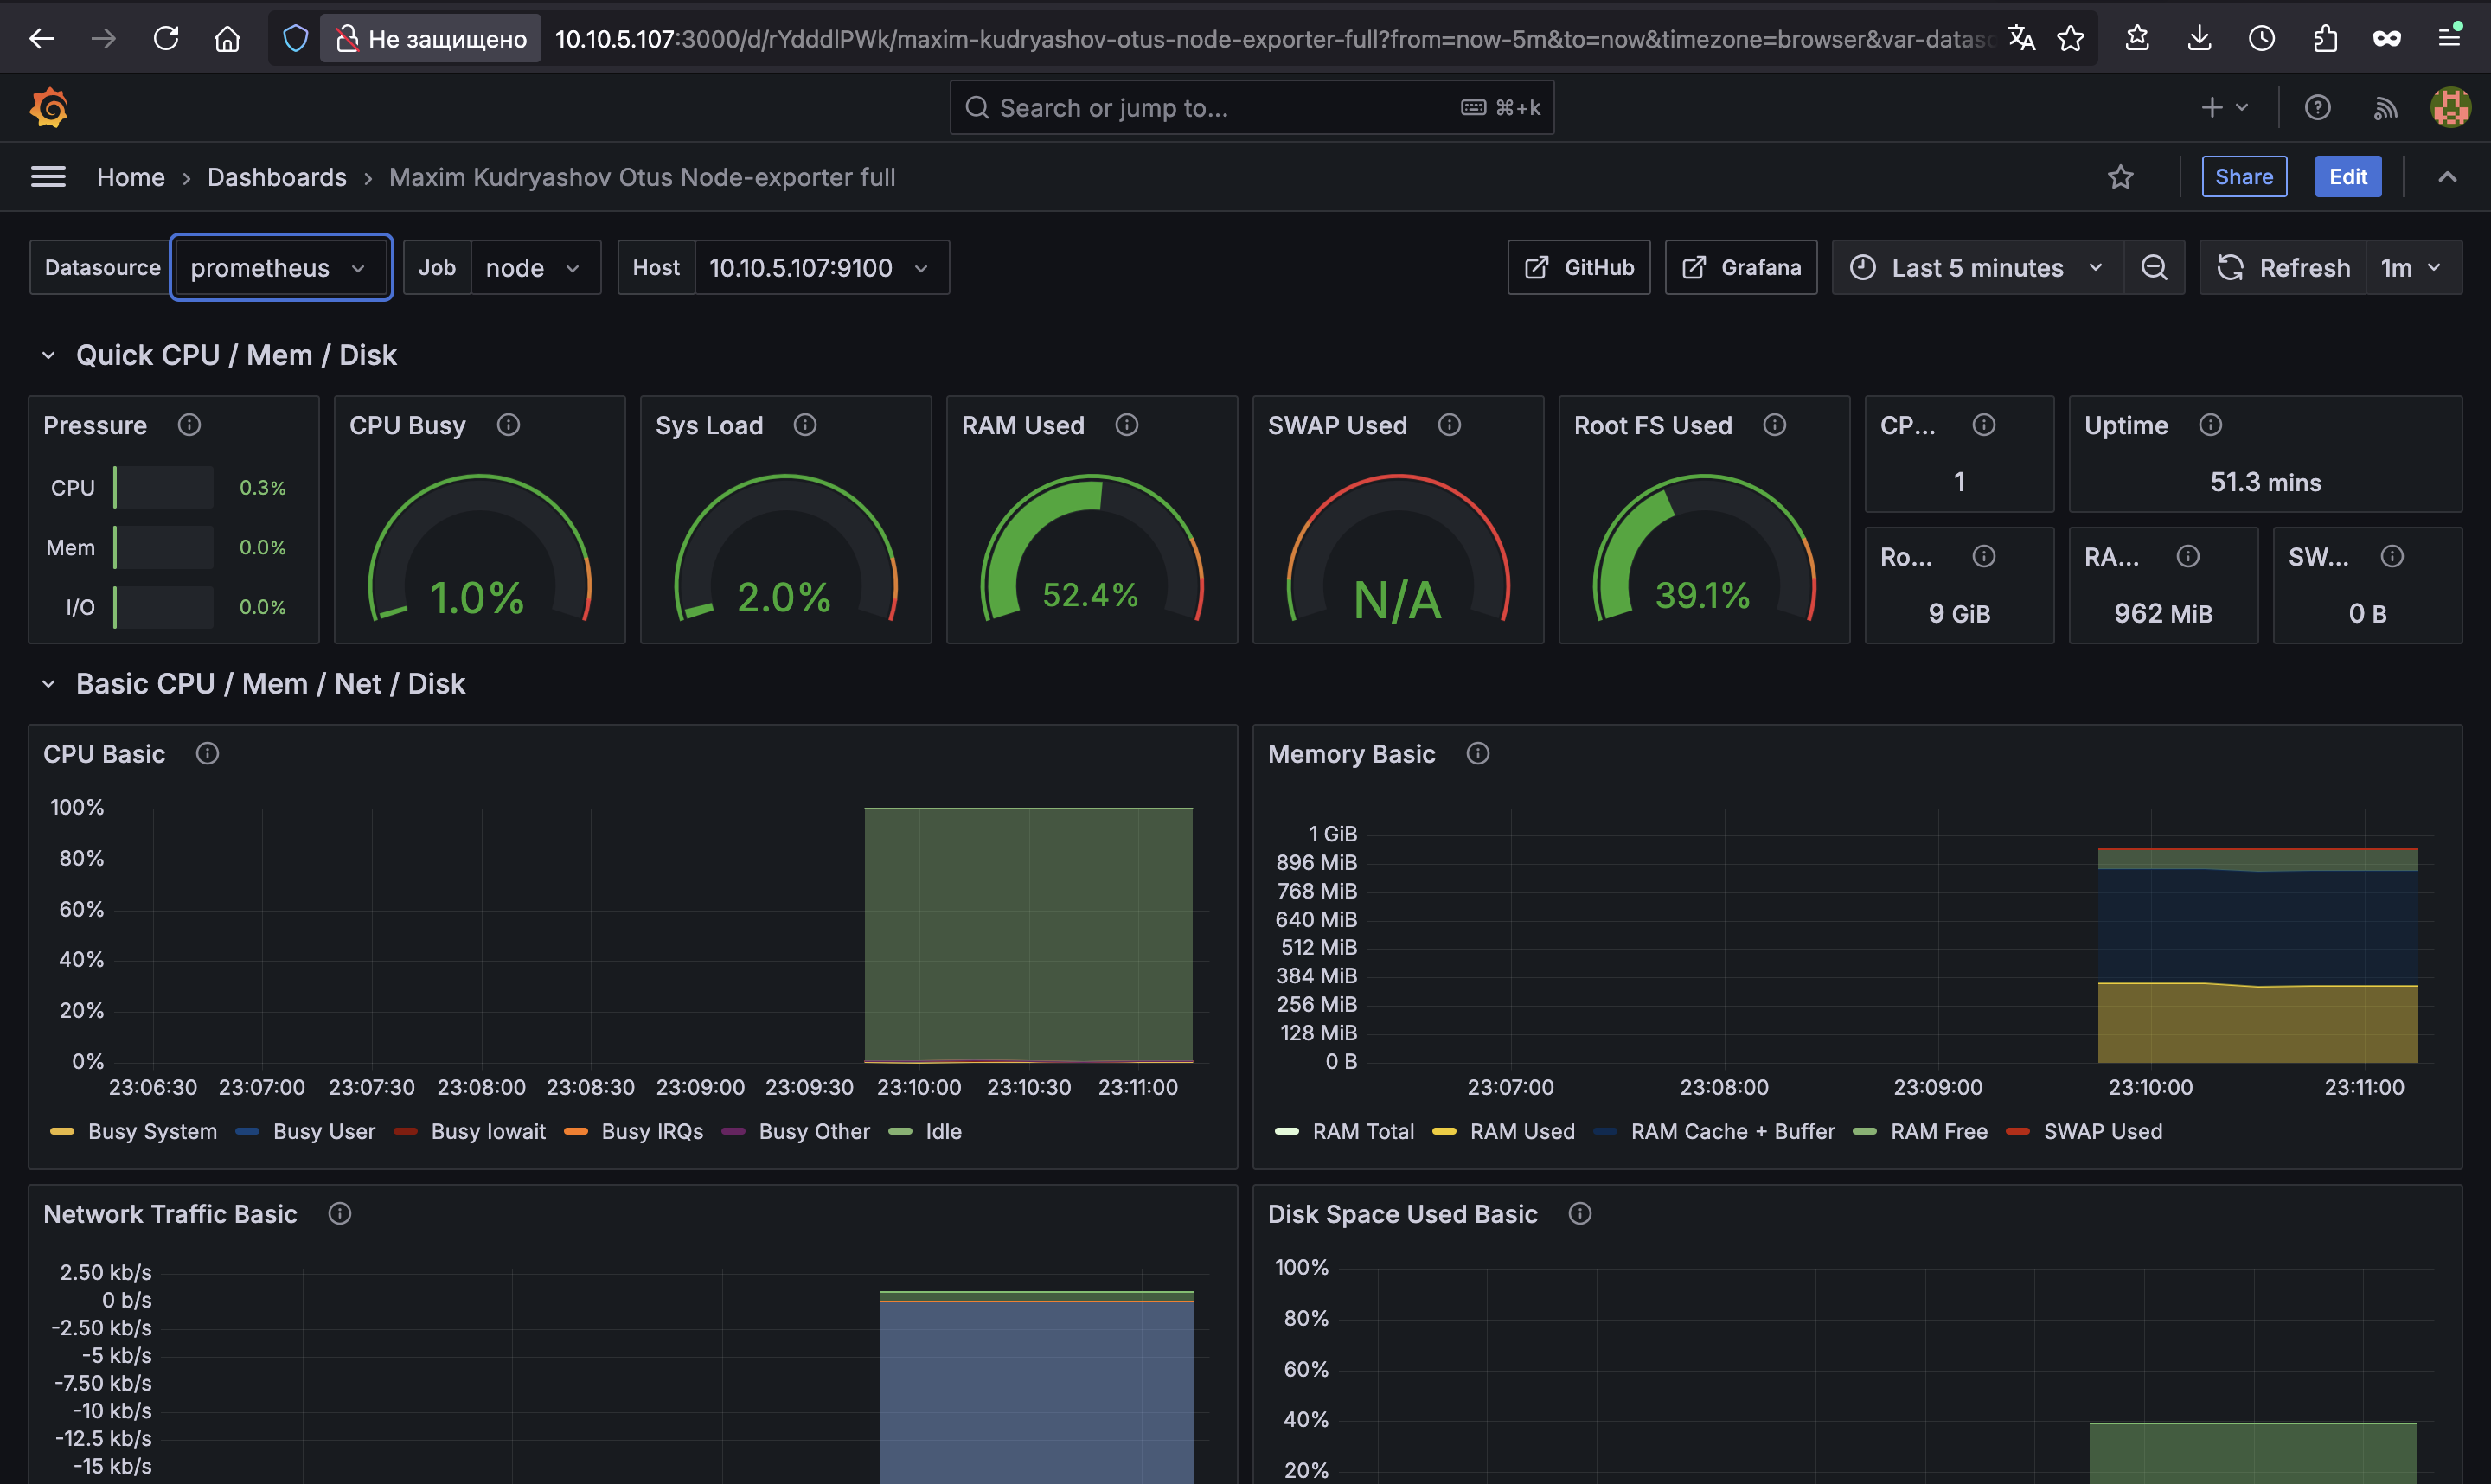 Не защищено 10.10.5.107:3000/d/rYdddlPWk/maxim-kudryashov-otus-node-exporter-full?from=now-5m&to=now&timezone=browser&var-datasc
Search or jump to... ⌘+k
Home › Dashboards › Maxim Kudryashov Otus Node-exporter full
Share Edit
Datasource prometheus Job node Host 10.10.5.107:9100 GitHub Grafana Last 5 minutes Refresh 1m
Quick CPU / Mem / Disk
Pressure
CPU 0.3%
Mem 0.0%
I/O 0.0%
CPU Busy
1.0%
Sys Load
2.0%
RAM Used
52.4%
SWAP Used
N/A
Root FS Used
39.1%
CP...
1
Uptime
51.3 mins
Ro...
9 GiB
RA...
962 MiB
SW...
0 B
Basic CPU / Mem / Net / Disk
CPU Basic
100%
80%
60%
40%
20%
0%
23:06:30 23:07:00 23:07:30 23:08:00 23:08:30 23:09:00 23:09:30 23:10:00 23:10:30 23:11:00
Busy System Busy User Busy Iowait Busy IRQs Busy Other Idle
Memory Basic
1 GiB
896 MiB
768 MiB
640 MiB
512 MiB
384 MiB
256 MiB
128 MiB
0 B
23:07:00 23:08:00 23:09:00 23:10:00 23:11:00
RAM Total RAM Used RAM Cache + Buffer RAM Free SWAP Used
Network Traffic Basic
2.50 kb/s
0 b/s
-2.50 kb/s
-5 kb/s
-7.50 kb/s
-10 kb/s
-12.5 kb/s
-15 kb/s
Disk Space Used Basic
100%
80%
60%
40%
20%